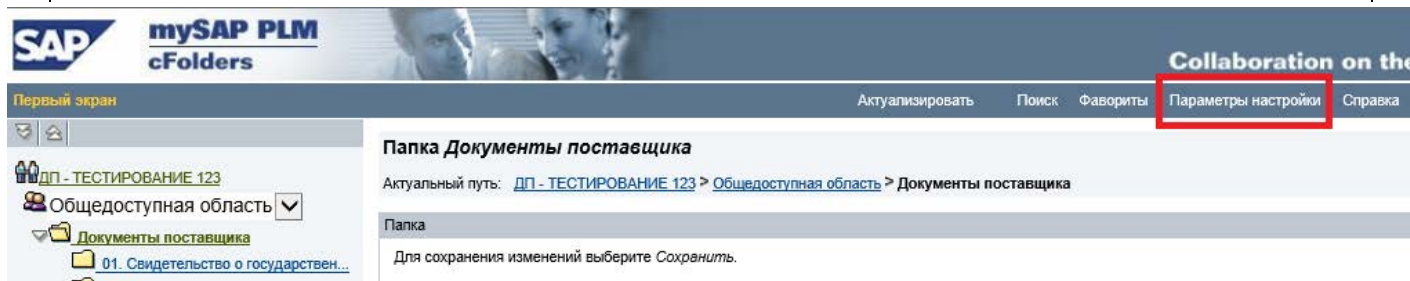 SAP
mySAP PLM
cFolders
Collaboration on the
Первый экран
Актуализировать Поиск Фавориты Параметры настройки Справка
Папка Документы поставщика
ДП - ТЕСТИРОВАНИЕ 123
Актуальный путь: ДП - ТЕСТИРОВАНИЕ 123 > Общедоступная область > Документы поставщика
Общедоступная область
Папка
Документы поставщика
Для сохранения изменений выберите Сохранить.
01. Свидетельство о государствен...